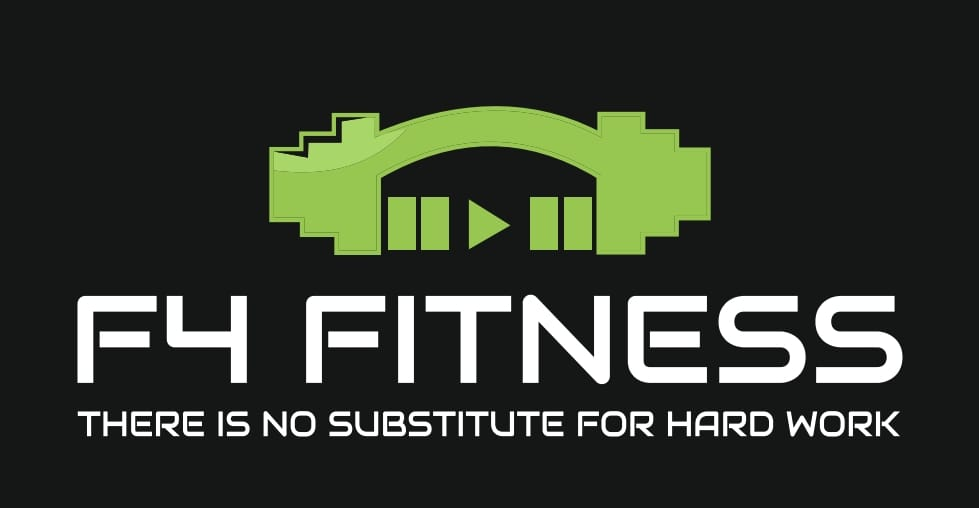 F4 FITNESS
THERE IS NO SUBSTITUTE FOR HARD WORK